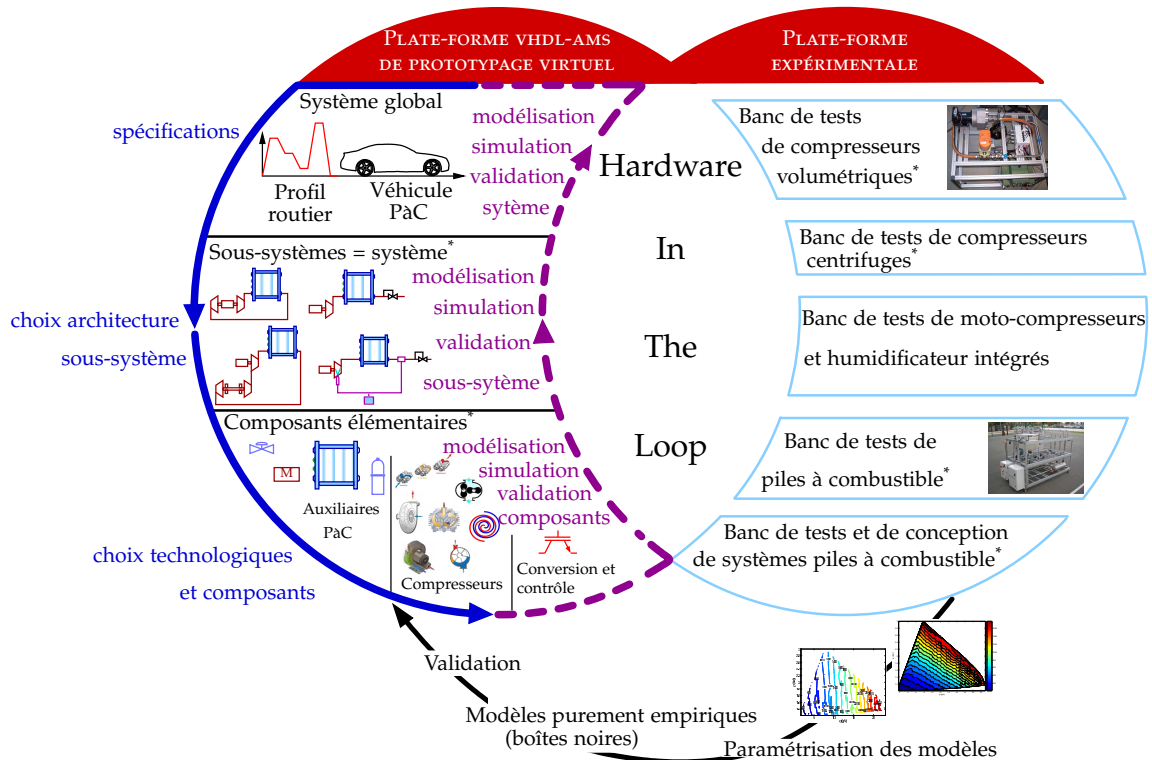 PLATE-FORME VHDL-AMS
DE PROTOTYPAGE VIRTUEL
PLATE-FORME
EXPÉRIMENTALE
Système global
spécifications
Profil
routier
Véhicule
PàC
modélisation
simulation
validation
sytème
Sous-systèmes = système*
choix architecture
sous-système
modélisation
simulation
validation
sous-sytème
Composants élémentaires*
M
Auxiliaires
PàC
Compresseurs
Conversion et
contrôle
modélisation
simulation
validation
composants
choix technologiques
et composants
Hardware
In
The
Loop
Banc de tests
de compresseurs
volumétriques*
Banc de tests de compresseurs
centrifuges*
Banc de tests de moto-compresseurs
et humidificateur intégrés
Banc de tests de
piles à combustible*
Banc de tests et de conception
de systèmes piles à combustible*
Validation
Modèles purement empiriques
(boîtes noires)
Paramétrisation des modèles